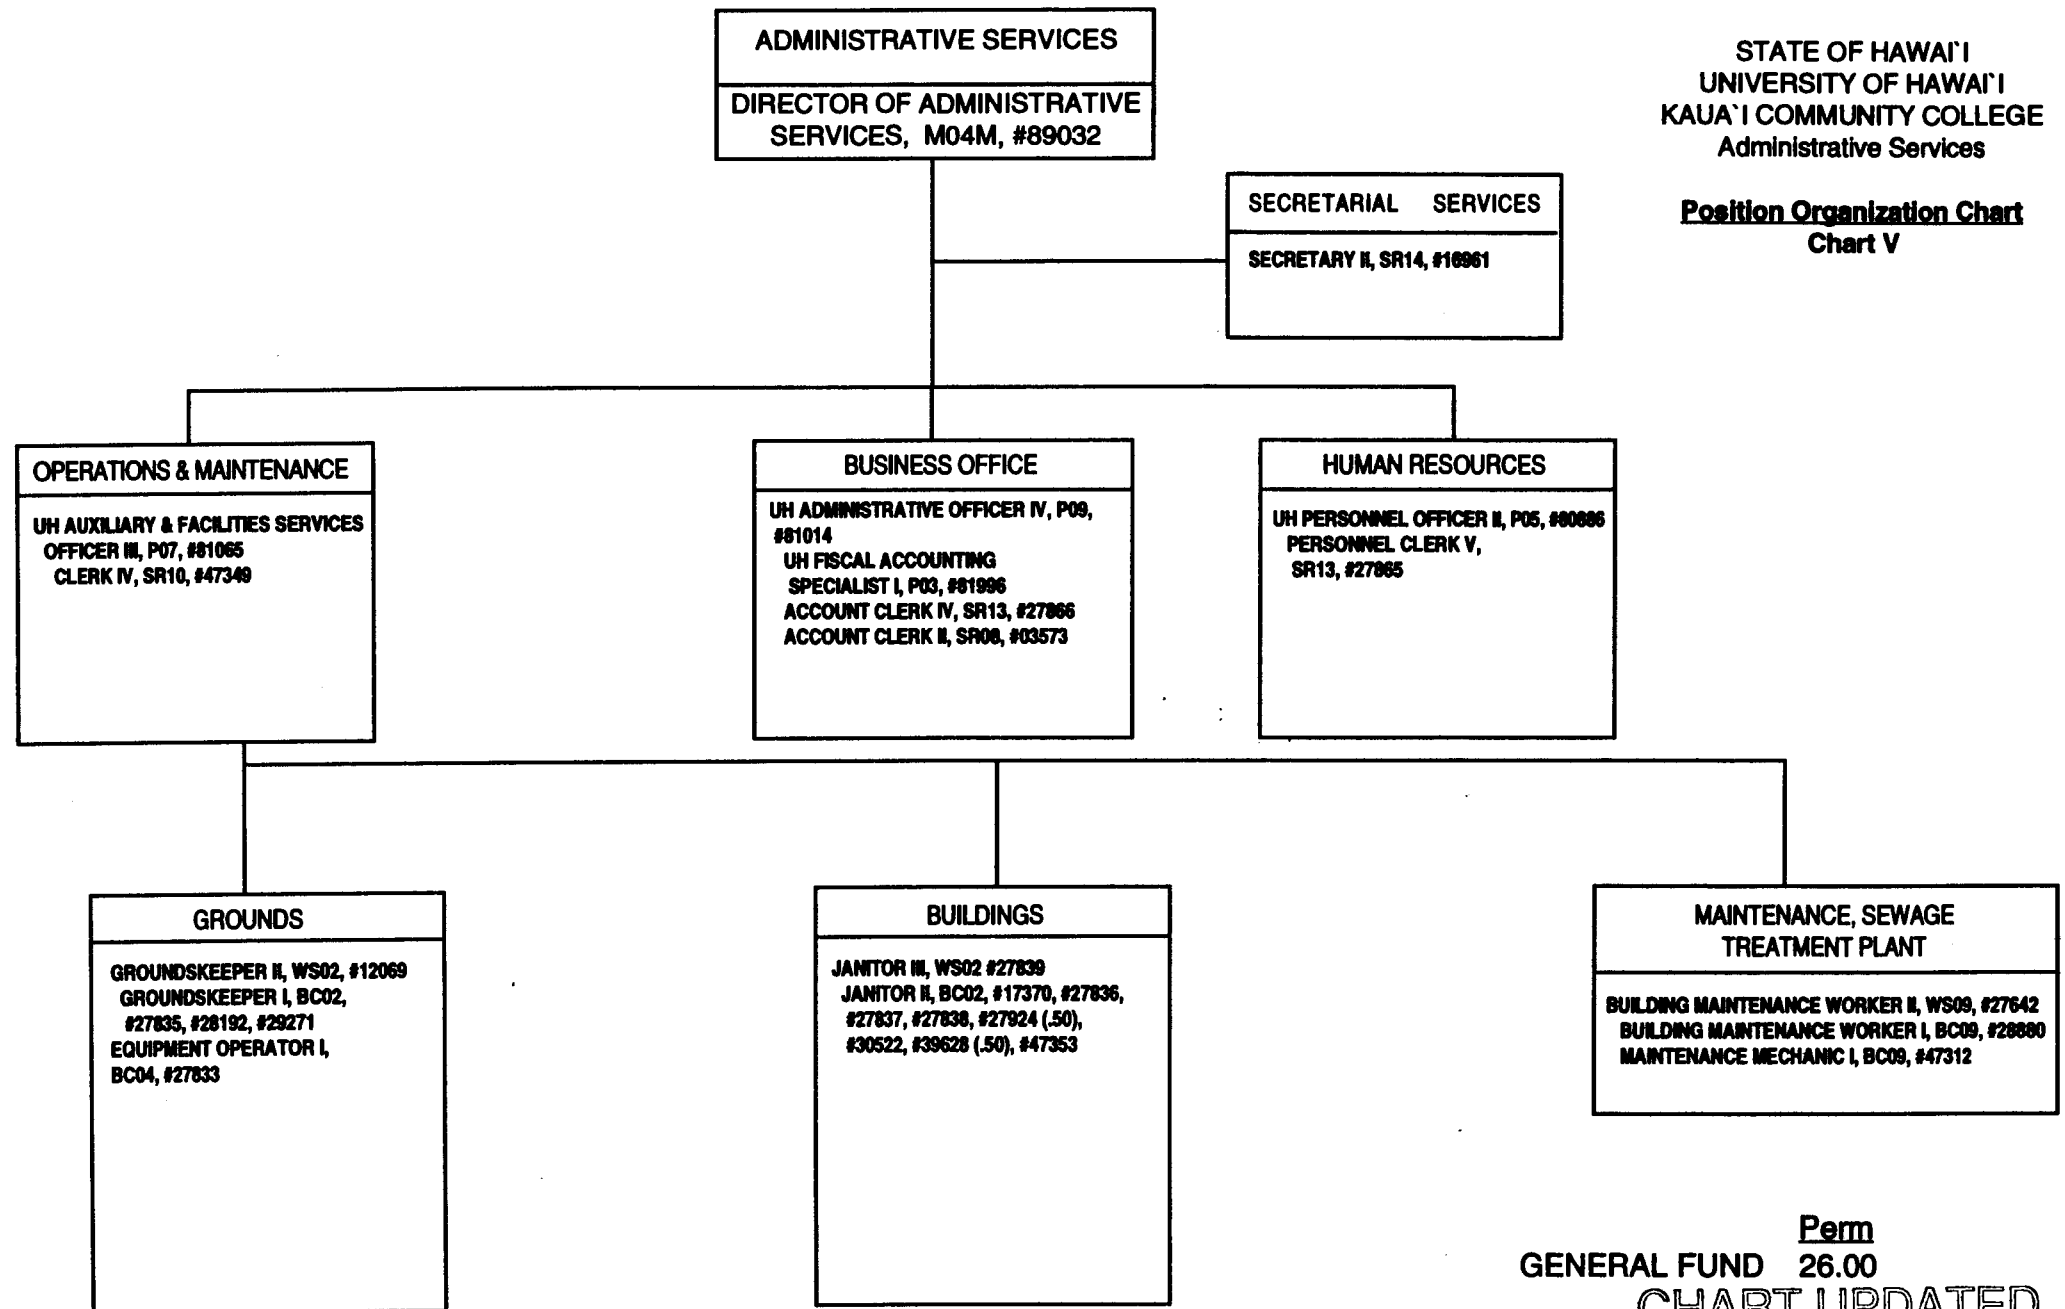 ADMINISTRATIVE SERVICES
DIRECTOR OF ADMINISTRATIVE
SERVICES, M04M, #89032
STATE OF HAWAI`I
UNIVERSITY OF HAWAI`I
KAUA`I COMMUNITY COLLEGE
Administrative Services
Position Organization Chart
Chart V
SECRETARIAL SERVICES
SECRETARY II, SR14, #16961
OPERATIONS & MAINTENANCE
UH AUXILIARY & FACILITIES SERVICES
OFFICER III, P07, #81065
CLERK IV, SR10, #47349
BUSINESS OFFICE
UH ADMINISTRATIVE OFFICER IV, P09,
#81014
UH FISCAL ACCOUNTING
SPECIALIST I, P03, #81996
ACCOUNT CLERK IV, SR13, #27866
ACCOUNT CLERK II, SR08, #03573
HUMAN RESOURCES
UH PERSONNEL OFFICER II, P05, #80886
PERSONNEL CLERK V,
SR13, #27865
GROUNDS
GROUNDSKEEPER II, WS02, #12069
GROUNDSKEEPER I, BC02,
#27835, #28192, #29271
EQUIPMENT OPERATOR I,
BC04, #27833
BUILDINGS
JANITOR III, WS02 #27839
JANITOR II, BC02, #17370, #27836,
#27837, #27838, #27924 (.50),
#30522, #39628 (.50), #47353
MAINTENANCE, SEWAGE
TREATMENT PLANT
BUILDING MAINTENANCE WORKER II, WS09, #27642
BUILDING MAINTENANCE WORKER I, BC09, #28880
MAINTENANCE MECHANIC I, BC09, #47312
Perm
GENERAL FUND 26.00
CHART UPDATED